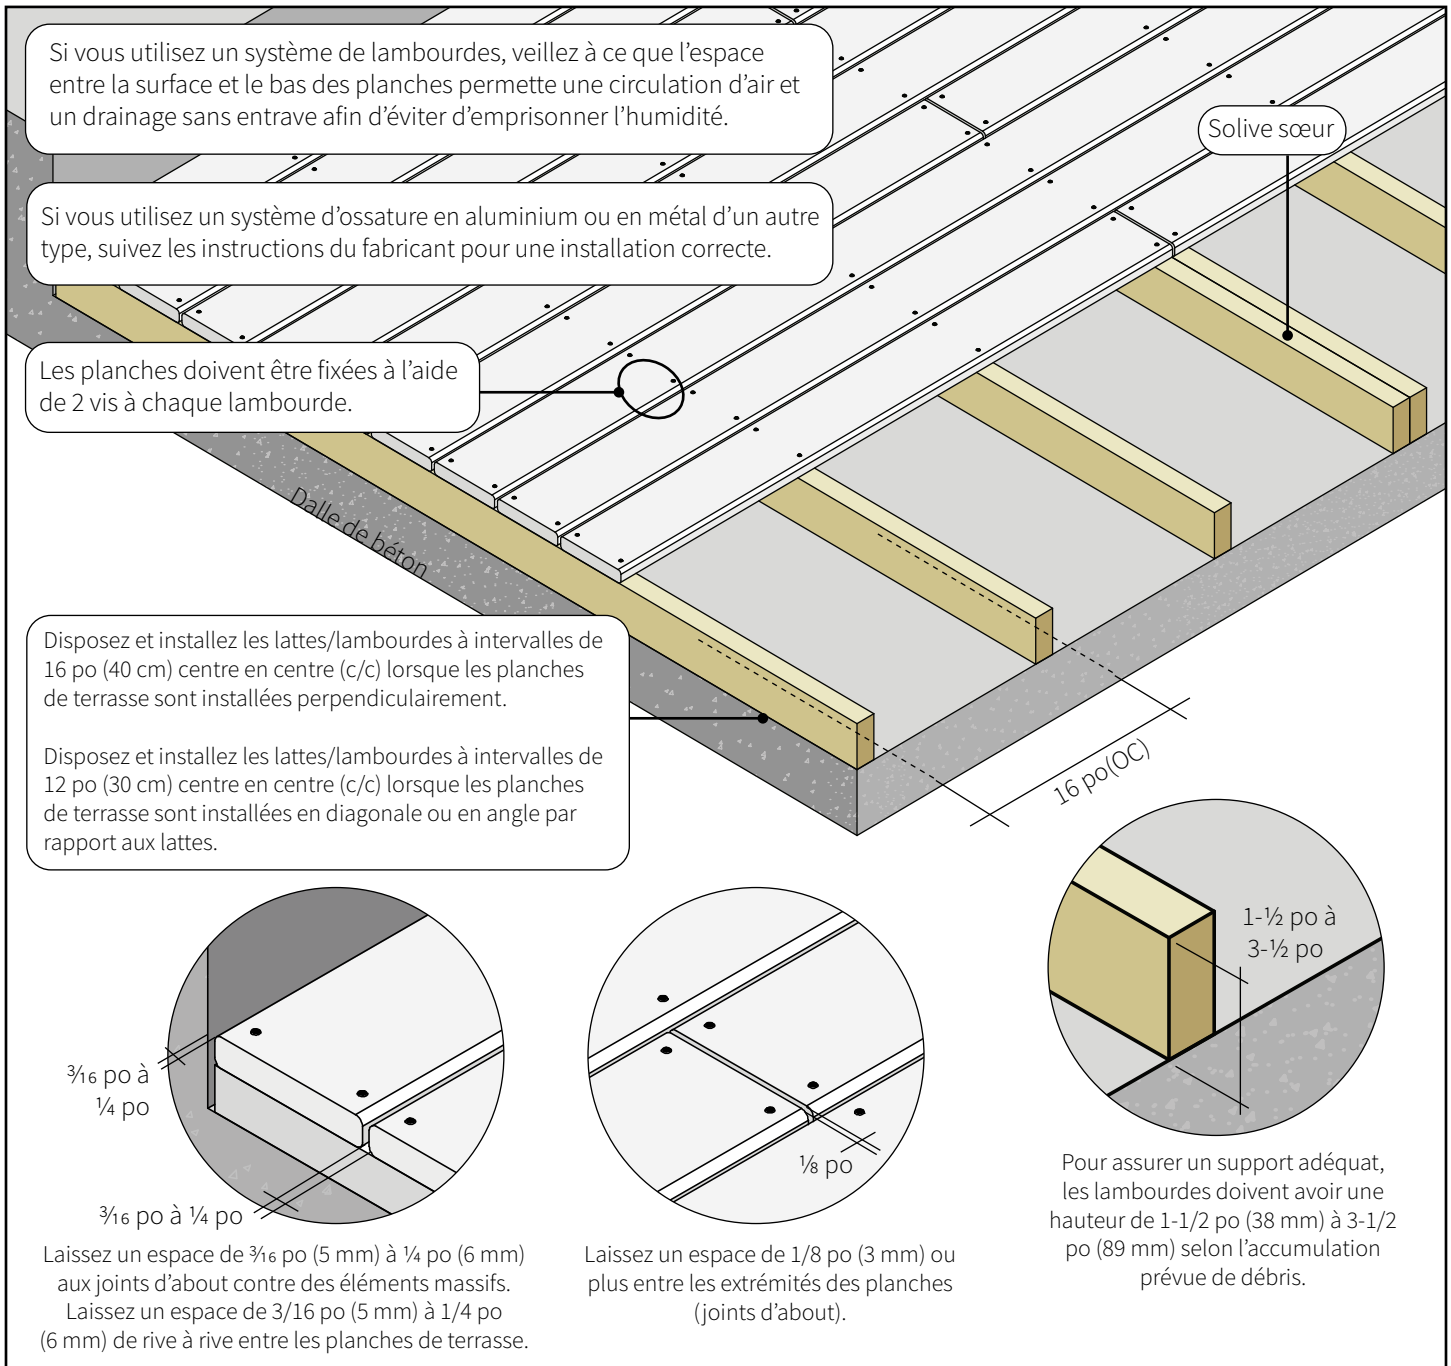 Si vous utilisez un système de lambourdes, veillez à ce que l’espace
entre la surface et le bas des planches permette une circulation d’air et
un drainage sans entrave afin d’éviter d’emprisonner l’humidité.
Solive sœur
Si vous utilisez un système d’ossature en aluminium ou en métal d’un autre
type, suivez les instructions du fabricant pour une installation correcte.
Les planches doivent être fixées à l’aide
de 2 vis à chaque lambourde.
Dalle de béton
Disposez et installez les lattes/lambourdes à intervalles de
16 po (40 cm) centre en centre (c/c) lorsque les planches
de terrasse sont installées perpendiculairement.
Disposez et installez les lattes/lambourdes à intervalles de
12 po (30 cm) centre en centre (c/c) lorsque les planches
de terrasse sont installées en diagonale ou en angle par
rapport aux lattes.
16 po(OC)
3⁄16 po à
¼ po
3⁄16 po à ¼ po
Laissez un espace de 3⁄16 po (5 mm) à ¼ po (6 mm)
aux joints d’about contre des éléments massifs.
Laissez un espace de 3/16 po (5 mm) à 1/4 po
(6 mm) de rive à rive entre les planches de terrasse.
⅛ po
Laissez un espace de 1/8 po (3 mm) ou
plus entre les extrémités des planches
(joints d’about).
1-½ po à
3-½ po
Pour assurer un support adéquat,
les lambourdes doivent avoir une
hauteur de 1-1/2 po (38 mm) à 3-1/2
po (89 mm) selon l’accumulation
prévue de débris.